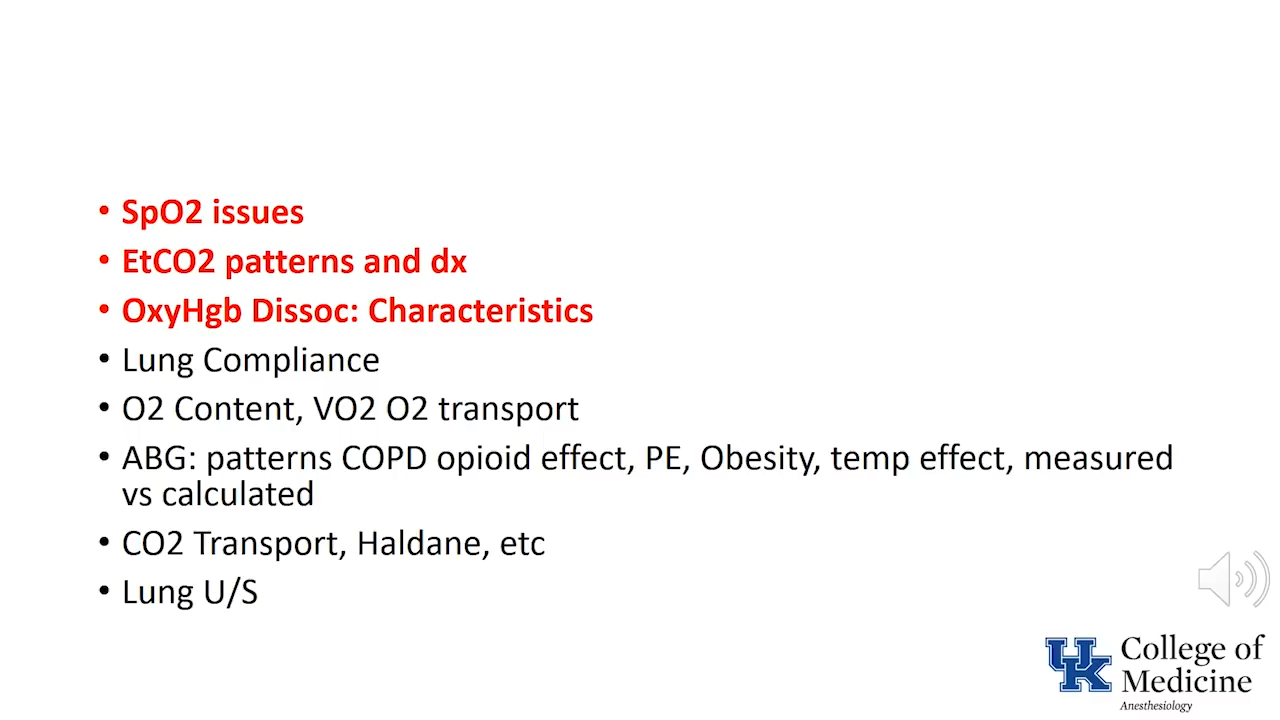 • SpO2 issues
• EtCO2 patterns and dx
• OxyHgb Dissoc: Characteristics
• Lung Compliance
• O2 Content, VO2 O2 transport
• ABG: patterns COPD opioid effect, PE, Obesity, temp effect, measured
vs calculated
• CO2 Transport, Haldane, etc
• Lung U/S
UK
College of
Medicine
Anesthesiology